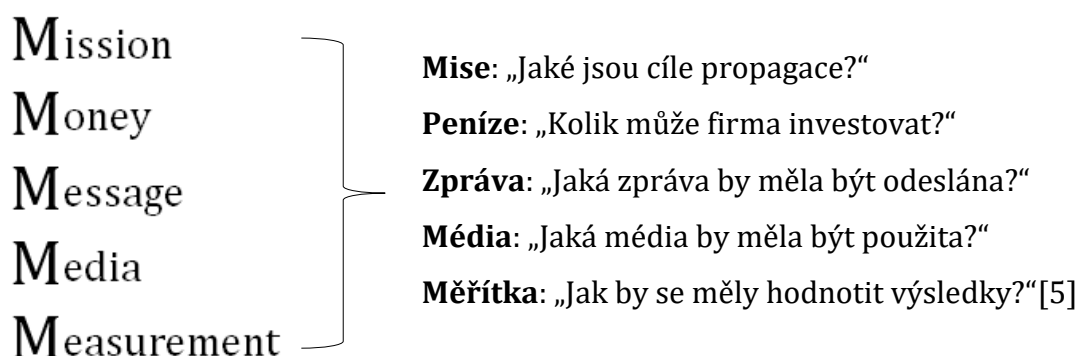 Mission
Money
Message
Media
Measurement
Mise: „Jaké jsou cíle propagace?“
Peníze: „Kolik může firma investovat?“
Zpráva: „Jaká zpráva by měla být odeslána?“
Média: „Jaká média by měla být použita?“
Měřítka: „Jak by se měly hodnotit výsledky?“[5]